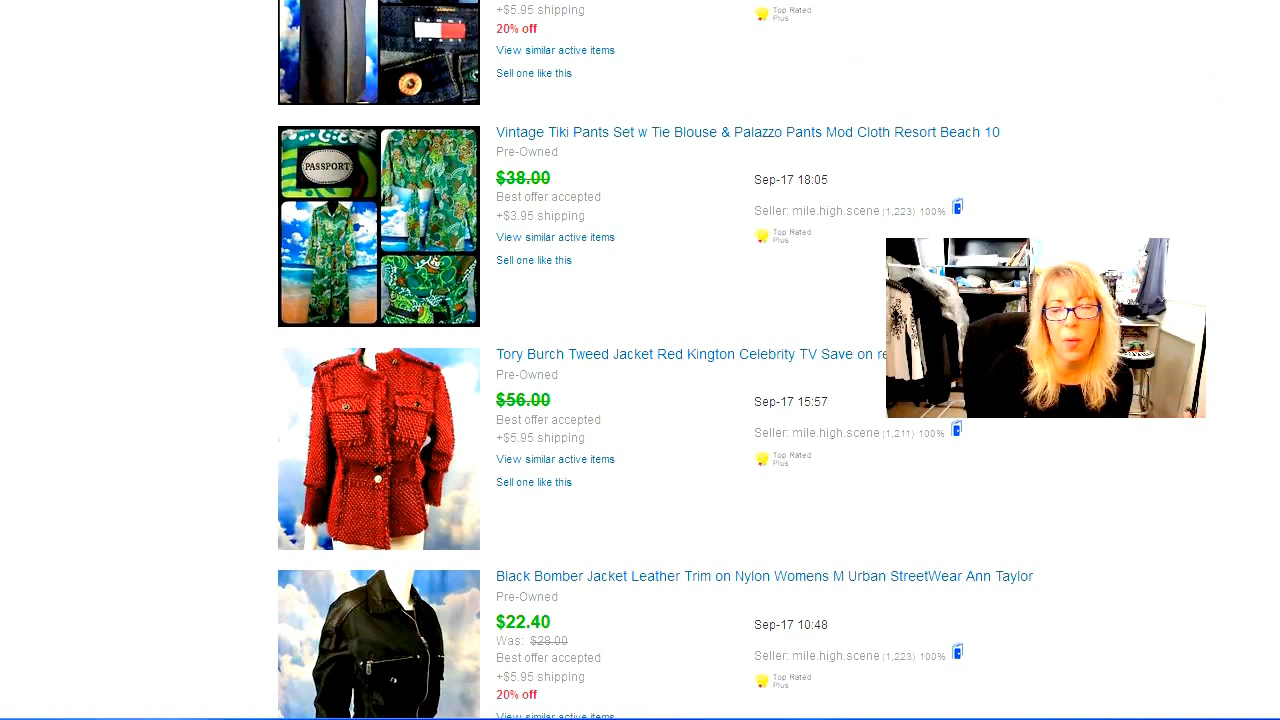 +$5.95 shipping
Top Rated
Plus
20% off
View similar active items
Sell one like this
Vintage Tiki Pants Set w Tie Blouse & Palazzo Pants Mod Cloth Resort Beach 10
Pre-Owned
PASSPORT
$38.00
Sep-17 18:05
Best offer accepted
Seller: mile.high.scene (1,223) 100%
+$3.95 shipping
Top Rated
Plus
View similar active items
Sell one like this
Tory Burch Tweed Jacket Red Kington Celebrity TV Save on re
Pre-Owned
$56.00
Sep-17 15:57
Best offer accepted
Seller: mile.high.scene (1,211) 100%
+$5.95 shipping
Top Rated
Plus
View similar active items
Sell one like this
Black Bomber Jacket Leather Trim on Nylon Womens M Urban StreetWear Ann Taylor
Pre-Owned
$22.40
Sep-17 10:48
Was: $28.00
Best offer accepted
Seller: mile.high.scene (1,223) 100%
+$5.95 shipping
Top Rated
Plus
20% off
View similar active items